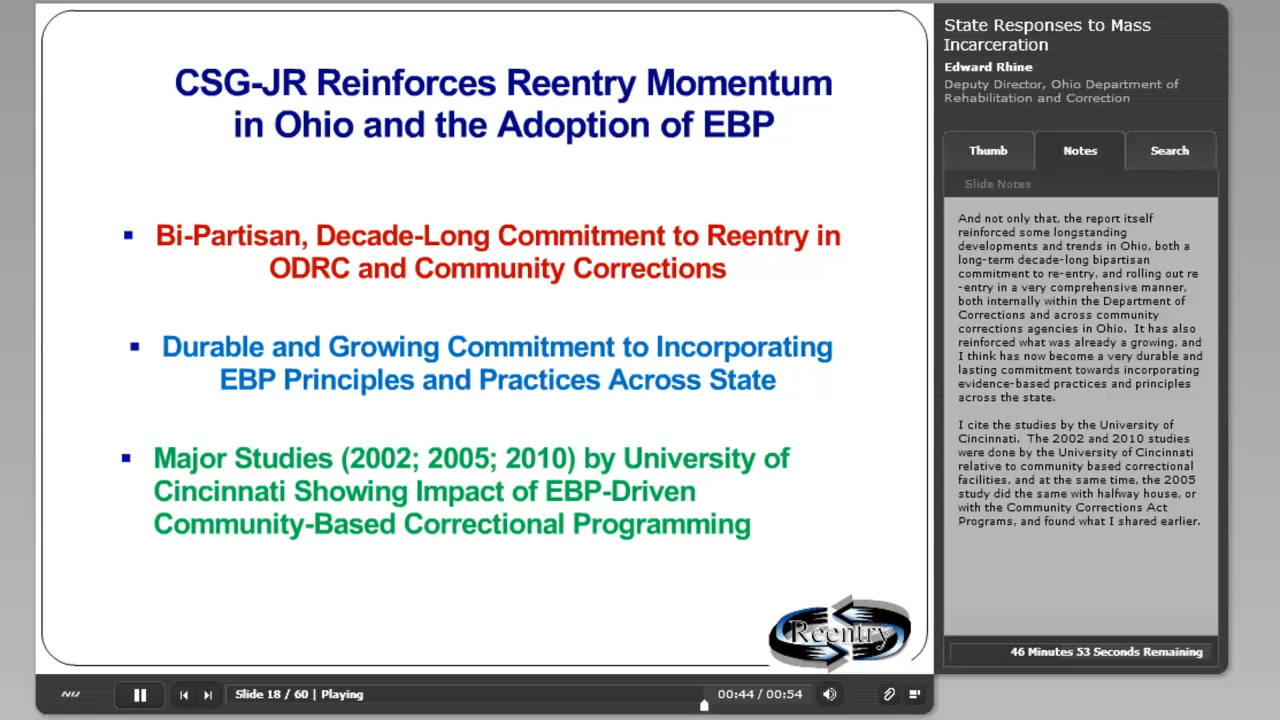 CSG-JR Reinforces Reentry Momentum
in Ohio and the Adoption of EBP
▪ Bi-Partisan, Decade-Long Commitment to Reentry in
ODRC and Community Corrections
▪ Durable and Growing Commitment to Incorporating
EBP Principles and Practices Across State
▪ Major Studies (2002; 2005; 2010) by University of
Cincinnati Showing Impact of EBP-Driven
Community-Based Correctional Programming
Reentry
State Responses to Mass
Incarceration
Edward Rhine
Deputy Director, Ohio Department of
Rehabilitation and Correction
Thumb
Notes
Search
Slide Notes
And not only that, the report itself
reinforced some longstanding
developments and trends in Ohio, both a
long-term decade-long bipartisan
commitment to re-entry, and rolling out re
-entry in a very comprehensive manner,
both internally within the Department of
Corrections and across community
corrections agencies in Ohio. It has also
reinforced what was already a growing, and
I think has now become a very durable and
lasting commitment towards incorporating
evidence-based practices and principles
across the state.
I cite the studies by the University of
Cincinnati. The 2002 and 2010 studies
were done by the University of Cincinnati
relative to community based correctional
facilities, and at the same time, the 2005
study did the same with halfway house, or
with the Community Corrections Act
Programs, and found what I shared earlier.
46 Minutes 53 Seconds Remaining
NIJ
Slide 18 / 60 | Playing
00:44 / 00:54